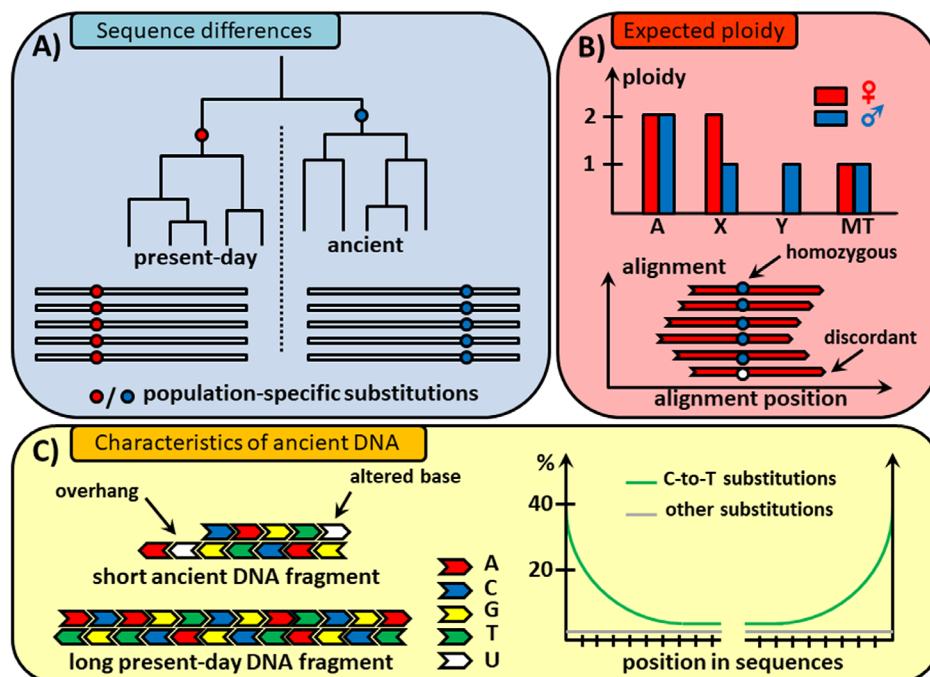 A)
Sequence differences
present-day
ancient
●/● population-specific substitutions
B)
Expected ploidy
ploidy
2
1
♀
♂
A X Y MT
alignment
homozygous
discordant
alignment position
C)
Characteristics of ancient DNA
overhang
altered base
short ancient DNA fragment
long present-day DNA fragment
A
C
G
T
U
%
40
20
C-to-T substitutions
other substitutions
position in sequences